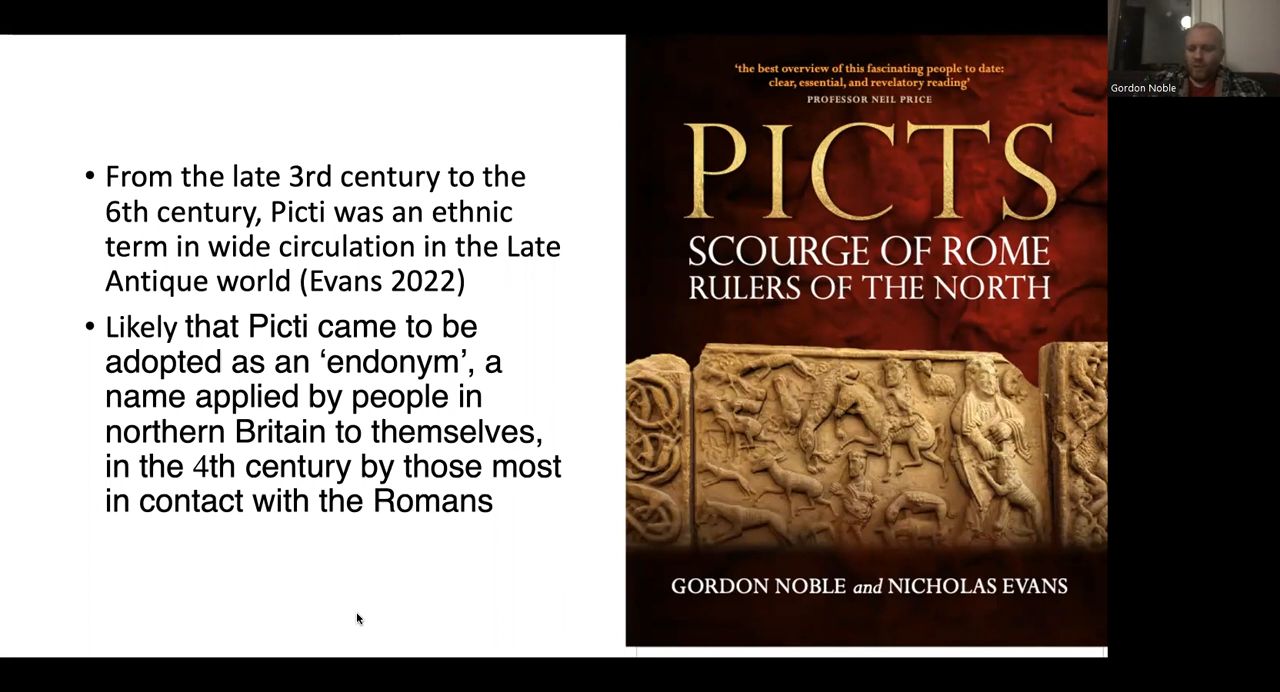 • From the late 3rd century to the
6th century, Picti was an ethnic
term in wide circulation in the Late
Antique world (Evans 2022)
• Likely that Picti came to be
adopted as an ‘endonym’, a
name applied by people in
northern Britain to themselves,
in the 4th century by those most
in contact with the Romans
‘the best overview of this fascinating people to date:
clear, essential, and revelatory reading’
PROFESSOR NEIL PRICE
PICTS
SCOURGE OF ROME
RULERS OF THE NORTH
GORDON NOBLE and NICHOLAS EVANS
Gordon Noble